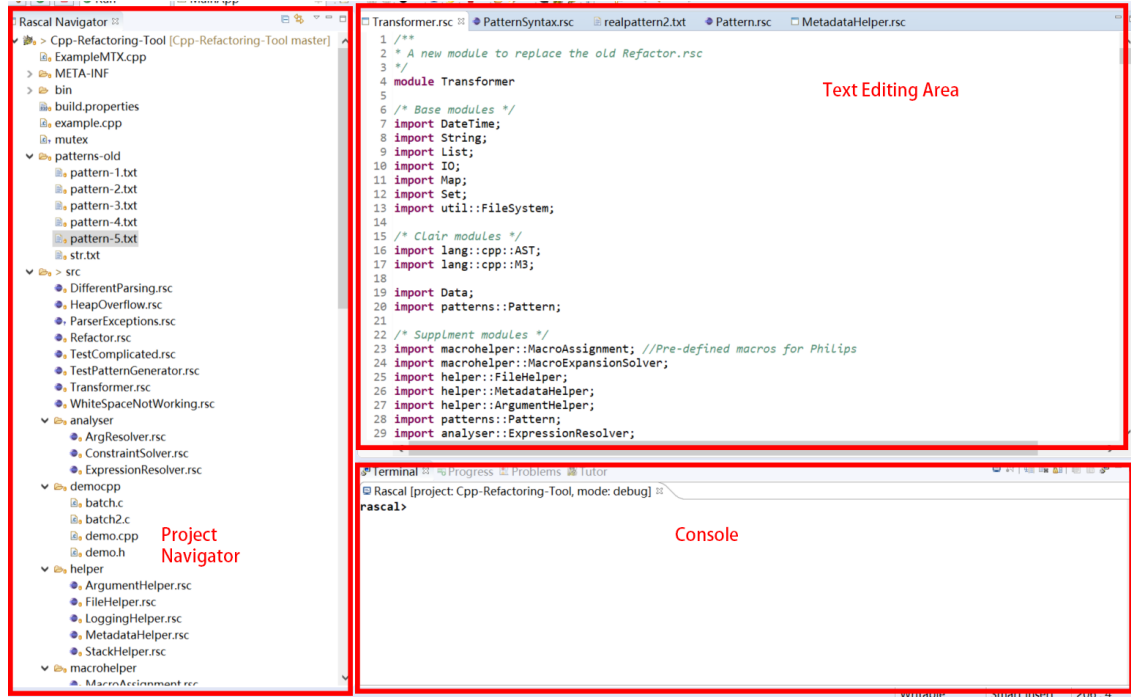 Rascal Navigator
> Cpp-Refactoring-Tool [Cpp-Refactoring-Tool master]
ExampleMTX.cpp
META-INF
bin
build.properties
example.cpp
mutex
patterns-old
pattern-1.txt
pattern-2.txt
pattern-3.txt
pattern-4.txt
pattern-5.txt
str.txt
> src
DifferentParsing.rsc
HeapOverflow.rsc
ParserExceptions.rsc
Refactor.rsc
TestComplicated.rsc
TestPatternGenerator.rsc
Transformer.rsc
WhiteSpaceNotWorking.rsc
analyser
ArgResolver.rsc
ConstraintSolver.rsc
ExpressionResolver.rsc
democpp
batch.c
batch2.c
demo.cpp
demo.h
Project
Navigator
helper
ArgumentHelper.rsc
FileHelper.rsc
LoggingHelper.rsc
MetadataHelper.rsc
StackHelper.rsc
macrohelper
MacroAssignment.rsc
Transformer.rsc PatternSyntax.rsc realpattern2.txt Pattern.rsc MetadataHelper.rsc
1 /**
2 * A new module to replace the old Refactor.rsc
3 */
4 module Transformer
5
6 /* Base modules */
7 import DateTime;
8 import String;
9 import List;
10 import IO;
11 import Map;
12 import Set;
13 import util::FileSystem;
14
15 /* Clair modules */
16 import lang::cpp::AST;
17 import lang::cpp::M3;
18
19 import Data;
20 import patterns::Pattern;
21
22 /* Supplment modules */
23 import macrohelper::MacroAssignment; //Pre-defined macros for Philips
24 import macrohelper::MacroExpansionSolver;
25 import helper::FileHelper;
26 import helper::MetadataHelper;
27 import helper::ArgumentHelper;
28 import patterns::Pattern;
29 import analyser::ExpressionResolver;
Text Editing Area
Terminal Progress Problems Tutor
Rascal [project: Cpp-Refactoring-Tool, mode: debug]
rascal>
Console